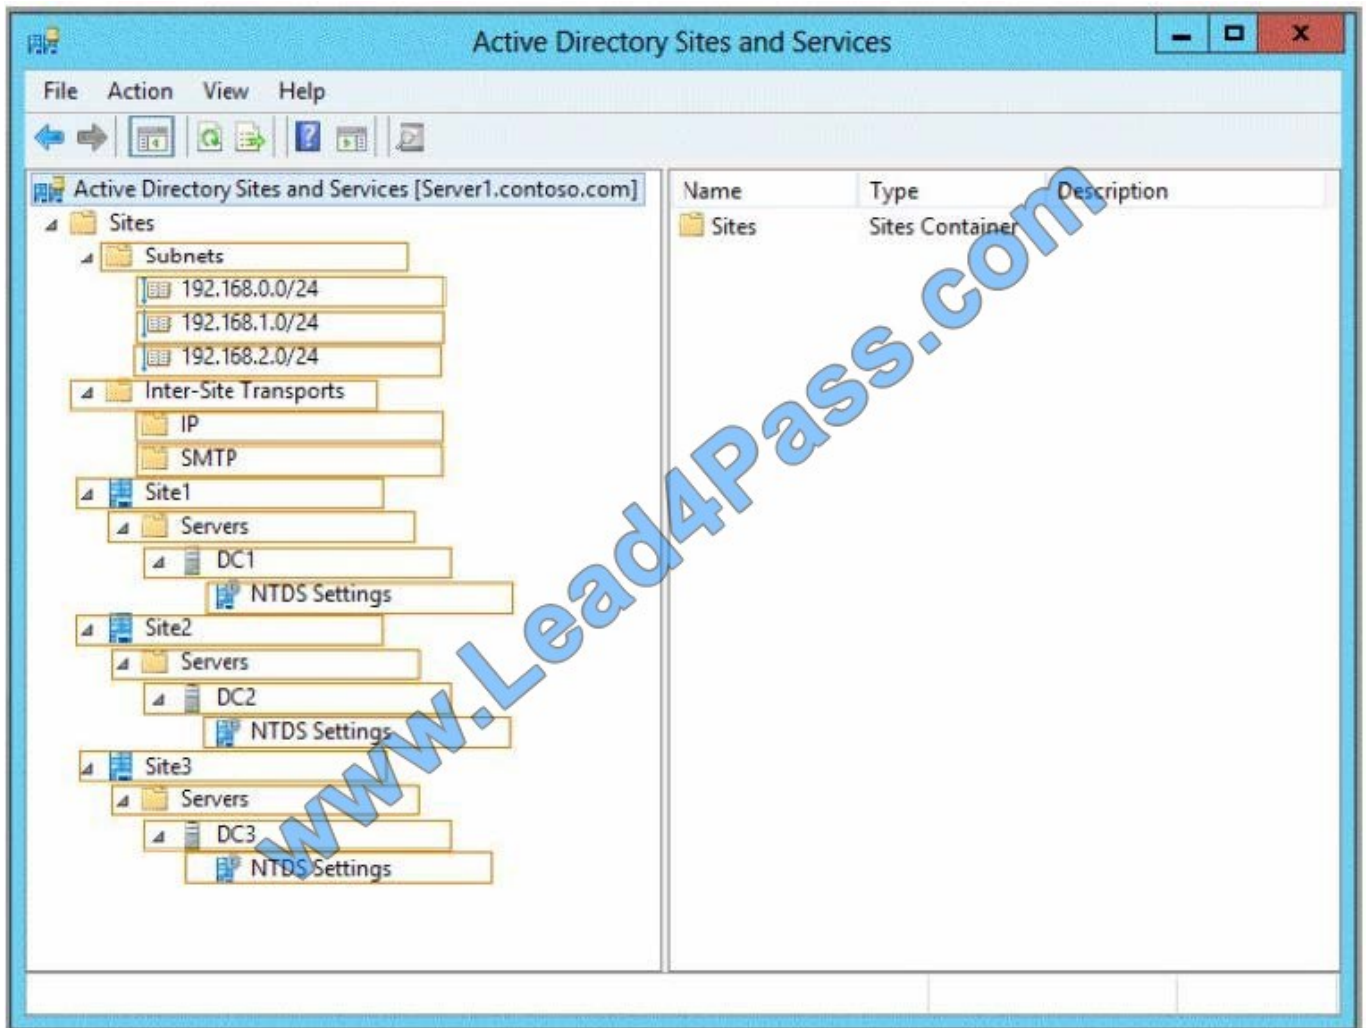 Active Directory Sites and Services
x
File Action View Help
?
Active Directory Sites and Services [Server1.contoso.com]
Sites
Subnets
192.168.0.0/24
192.168.1.0/24
192.168.2.0/24
Inter-Site Transports
IP
SMTP
Site1
Servers
DC1
NTDS Settings
Site2
Servers
DC2
NTDS Settings
Site3
Servers
DC3
NTDS Settings
Name Type Description
Sites Sites Container
www.Lead4Pass.com